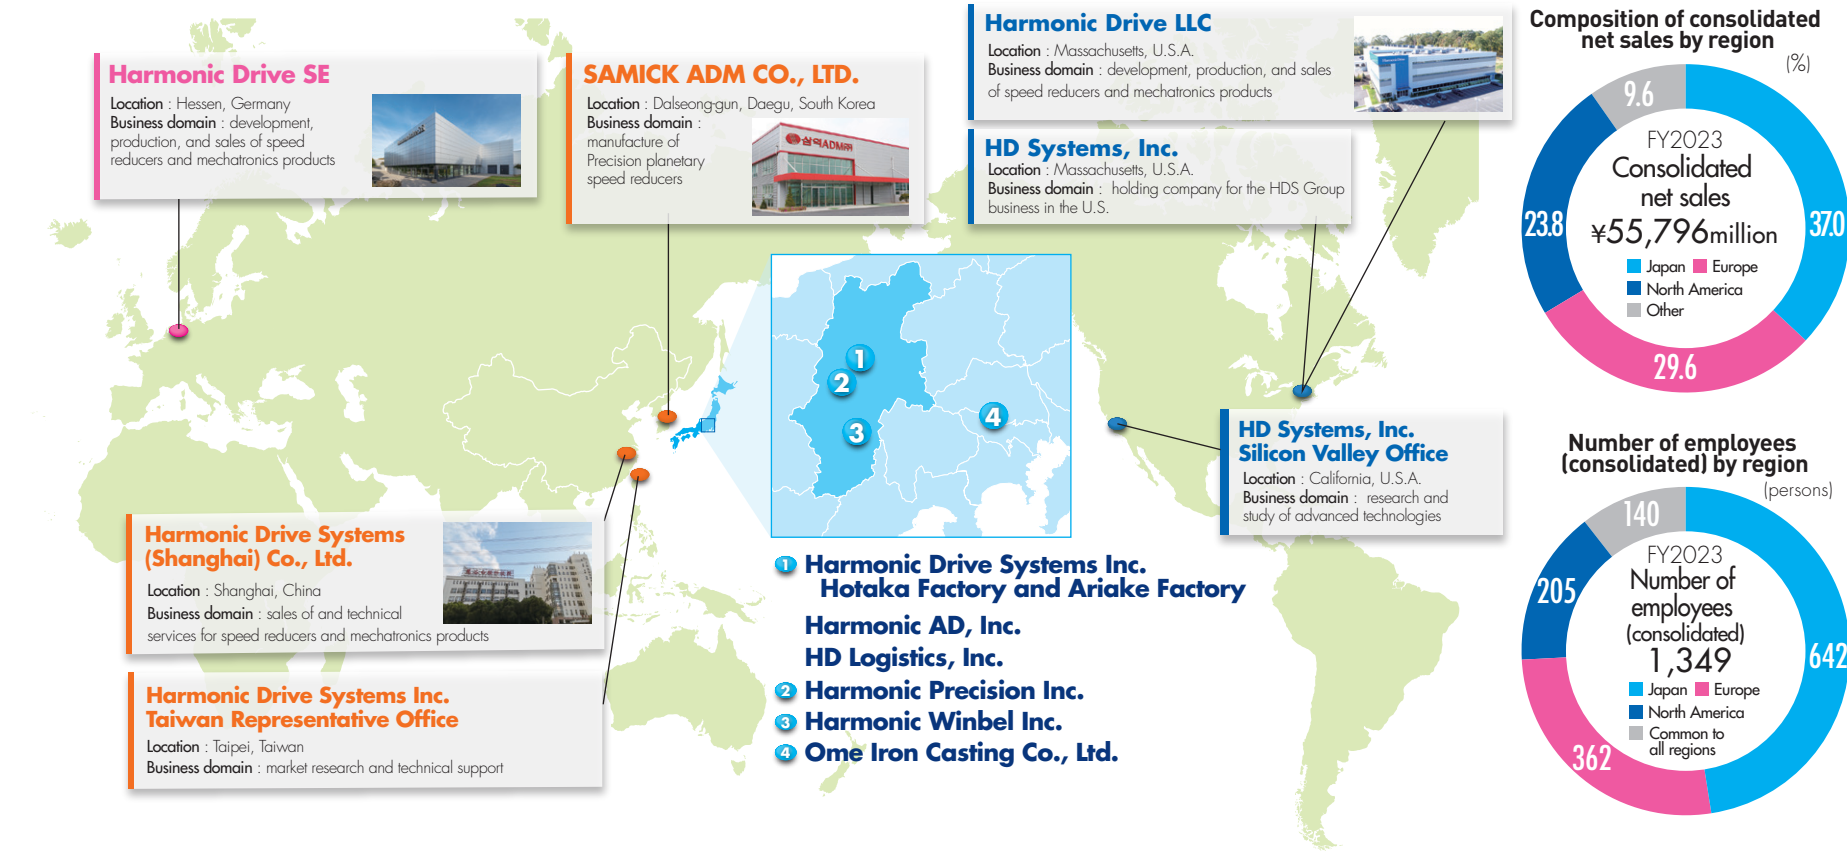 Harmonic Drive SE
Location : Hessen, Germany
Business domain : development,
production, and sales of speed
reducers and mechatronics products
SAMICK ADM CO., LTD.
Location : Dalseong-gun, Daegu, South Korea
Business domain :
manufacture of
Precision planetary
speed reducers
삼익ADM㈜
Harmonic Drive LLC
Location : Massachusetts, U.S.A.
Business domain : development, production, and sales
of speed reducers and mechatronics products
HD Systems, Inc.
Location : Massachusetts, U.S.A.
Business domain : holding company for the HDS Group
business in the U.S.
HD Systems, Inc.
Silicon Valley Office
Location : California, U.S.A.
Business domain : research and
study of advanced technologies
Harmonic Drive Systems
(Shanghai) Co., Ltd.
Location : Shanghai, China
Business domain : sales of and technical
services for speed reducers and mechatronics products
Harmonic Drive Systems Inc.
Taiwan Representative Office
Location : Taipei, Taiwan
Business domain : market research and technical support
1
2
3
4
1 Harmonic Drive Systems Inc.
Hotaka Factory and Ariake Factory
Harmonic AD, Inc.
HD Logistics, Inc.
2 Harmonic Precision Inc.
3 Harmonic Winbel Inc.
4 Ome Iron Casting Co., Ltd.
Composition of consolidated
net sales by region
(%)
9.6
23.8
37.0
29.6
FY2023
Consolidated
net sales
¥55,796million
Japan Europe
North America
Other
Number of employees
(consolidated) by region
(persons)
140
205
642
362
FY2023
Number of
employees
(consolidated)
1,349
Japan Europe
North America
Common to
all regions